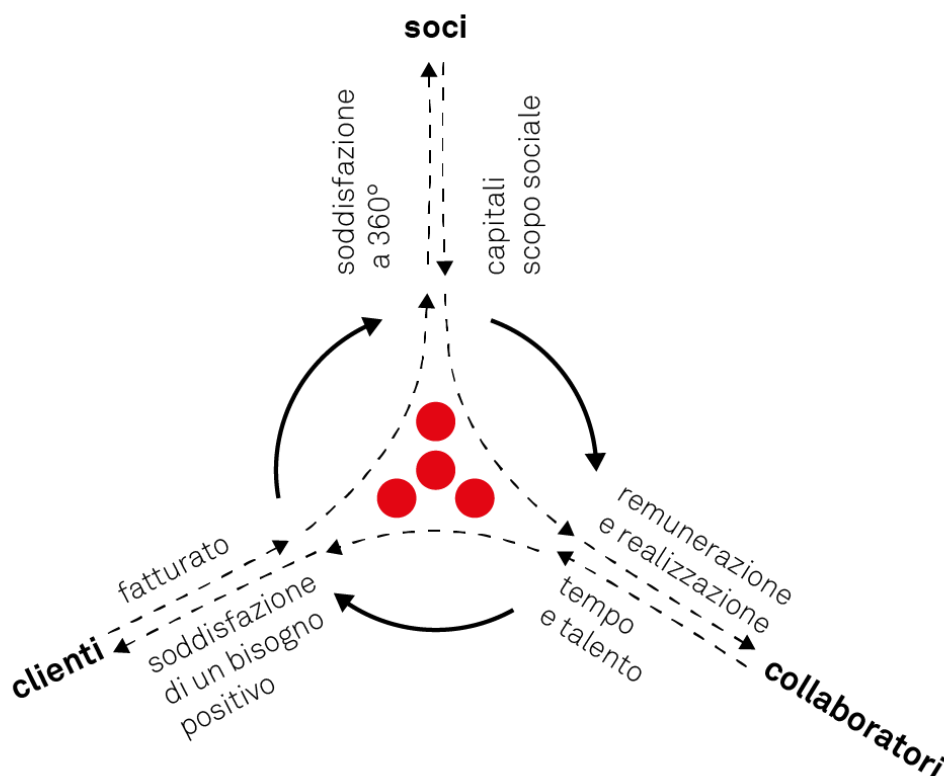 soci
soddisfazione
a 360°
capitali
scopo sociale
remunerazione
e realizzazione
tempo
e talento
collaboratori
fatturato
soddisfazione
di un bisogno
positivo
clienti